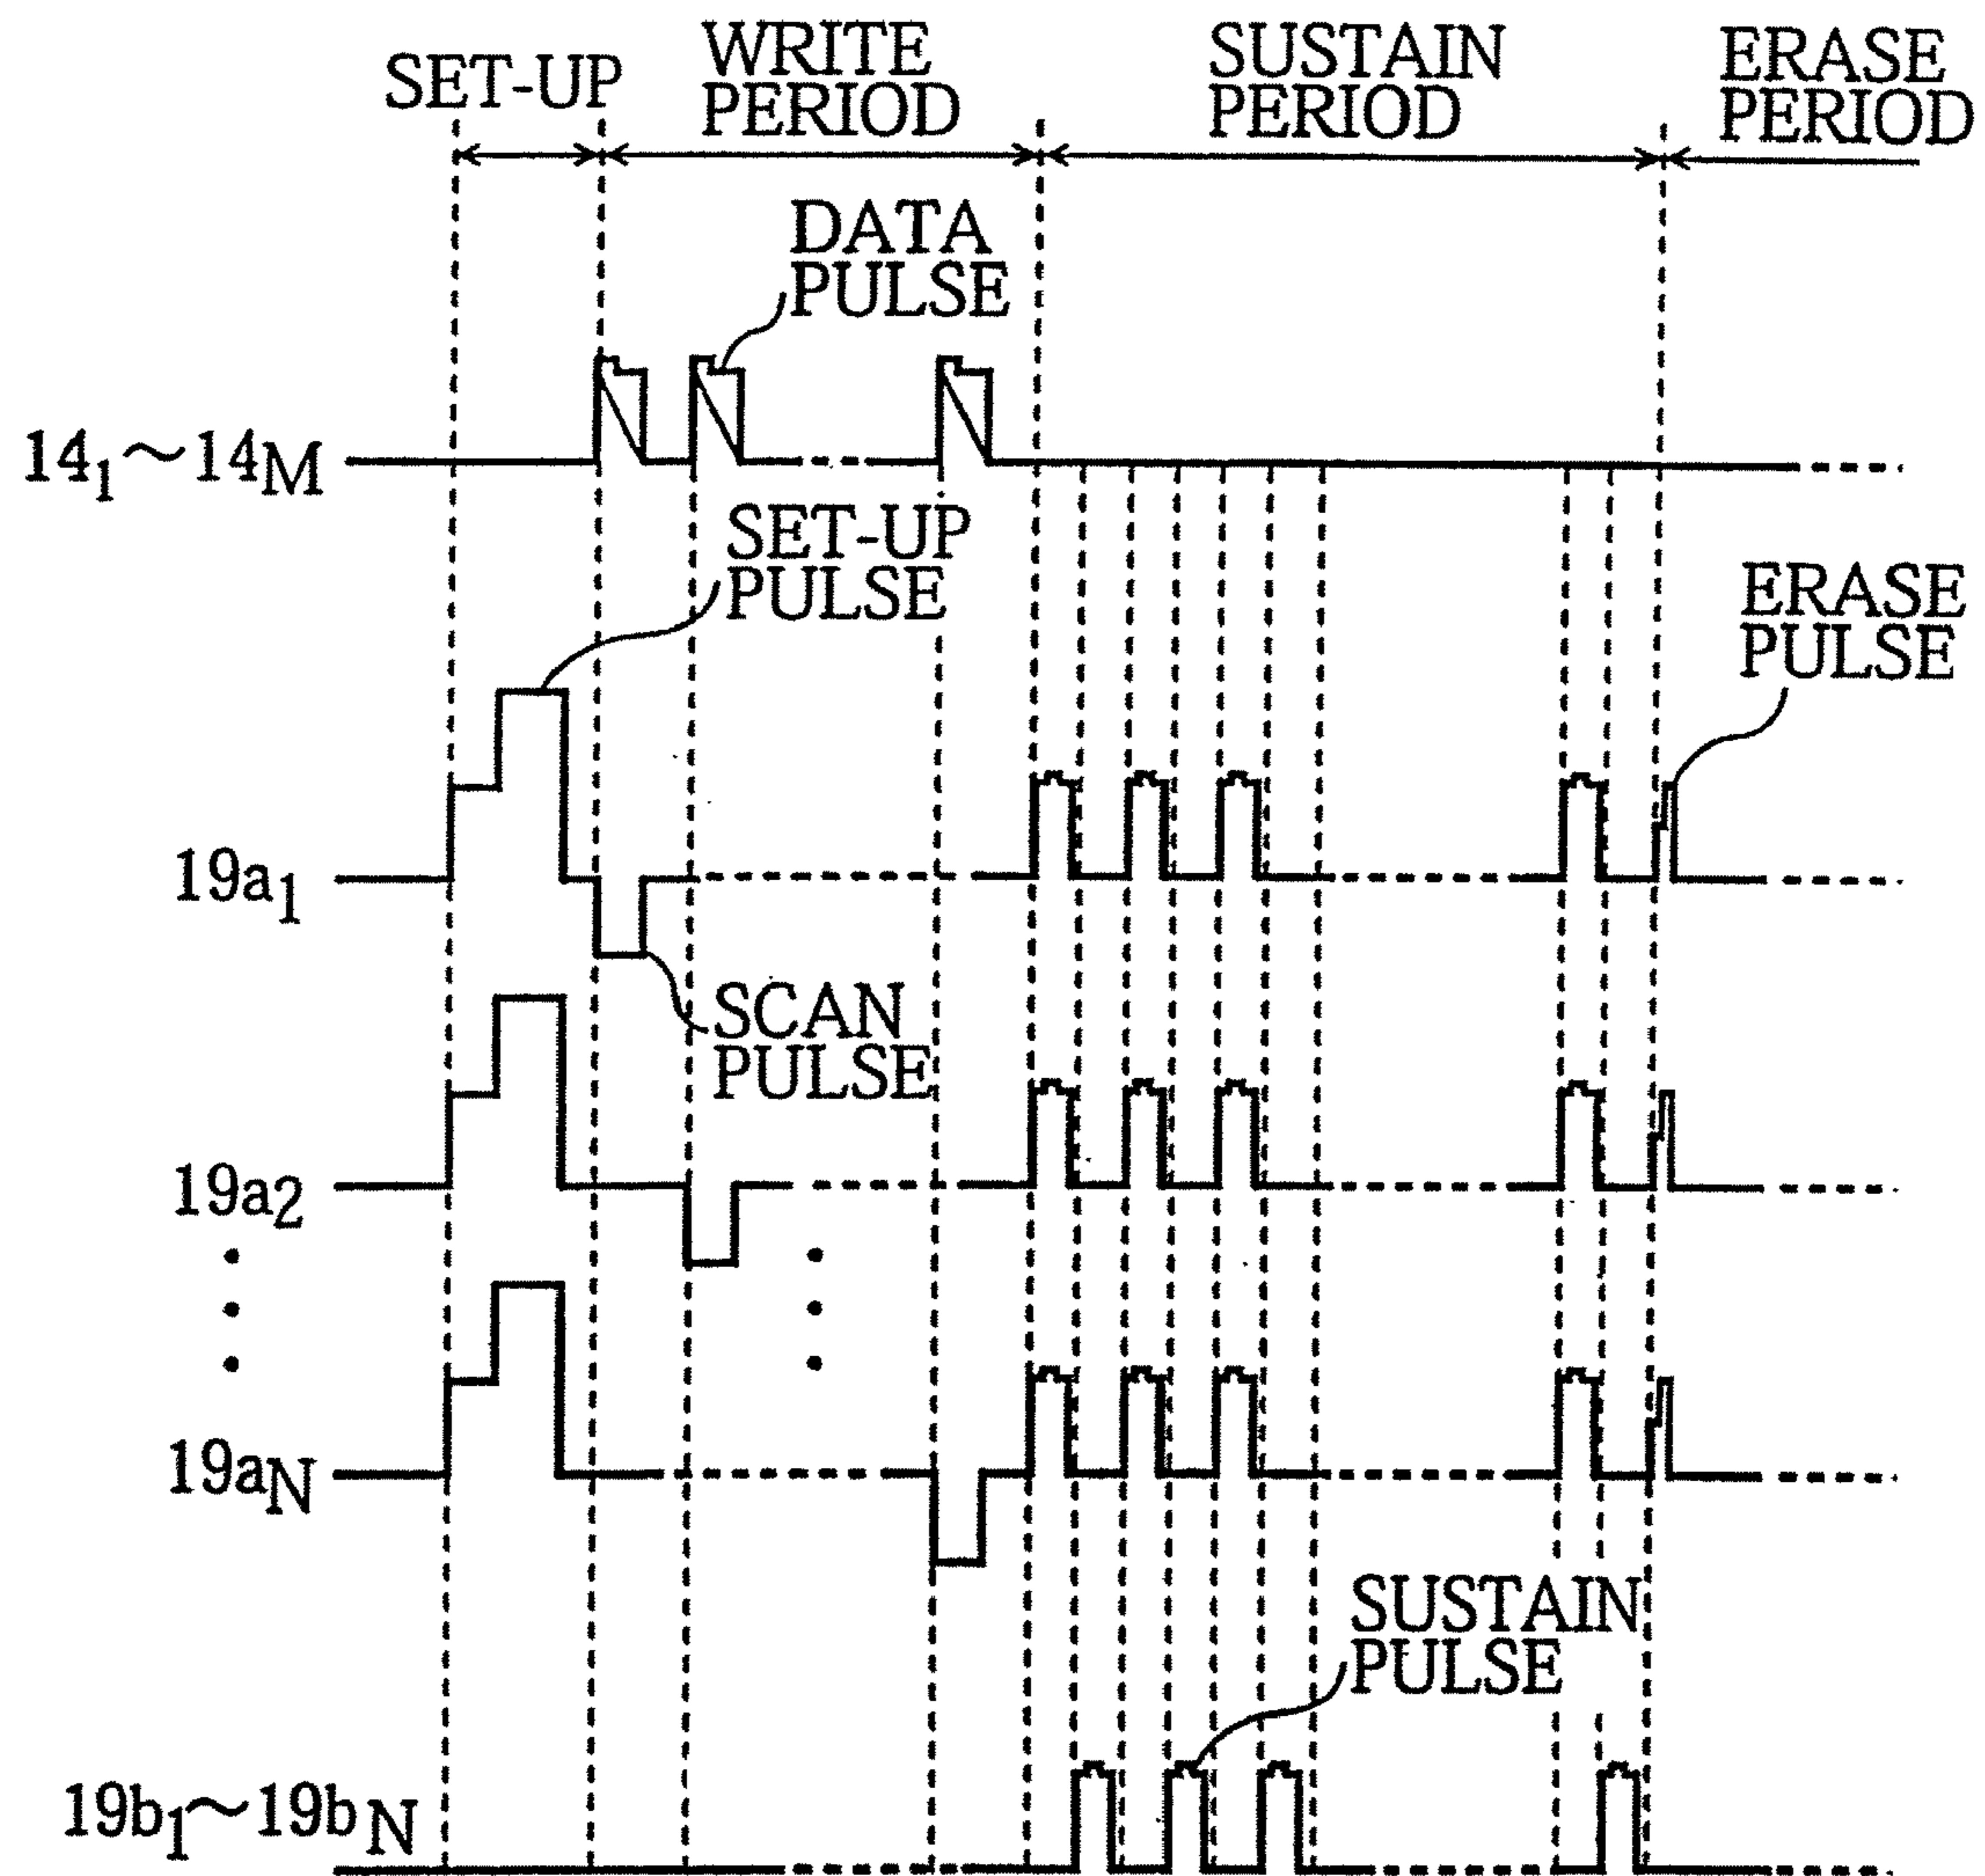 SET-UP
WRITE
PERIOD
SUSTAIN
PERIOD
ERASE
PERIOD
DATA
PULSE
14₁～14M
SET-UP
PULSE
ERASE
PULSE
19a₁
SCAN
PULSE
19a₂
19aN
SUSTAIN
PULSE
19b₁～19bN